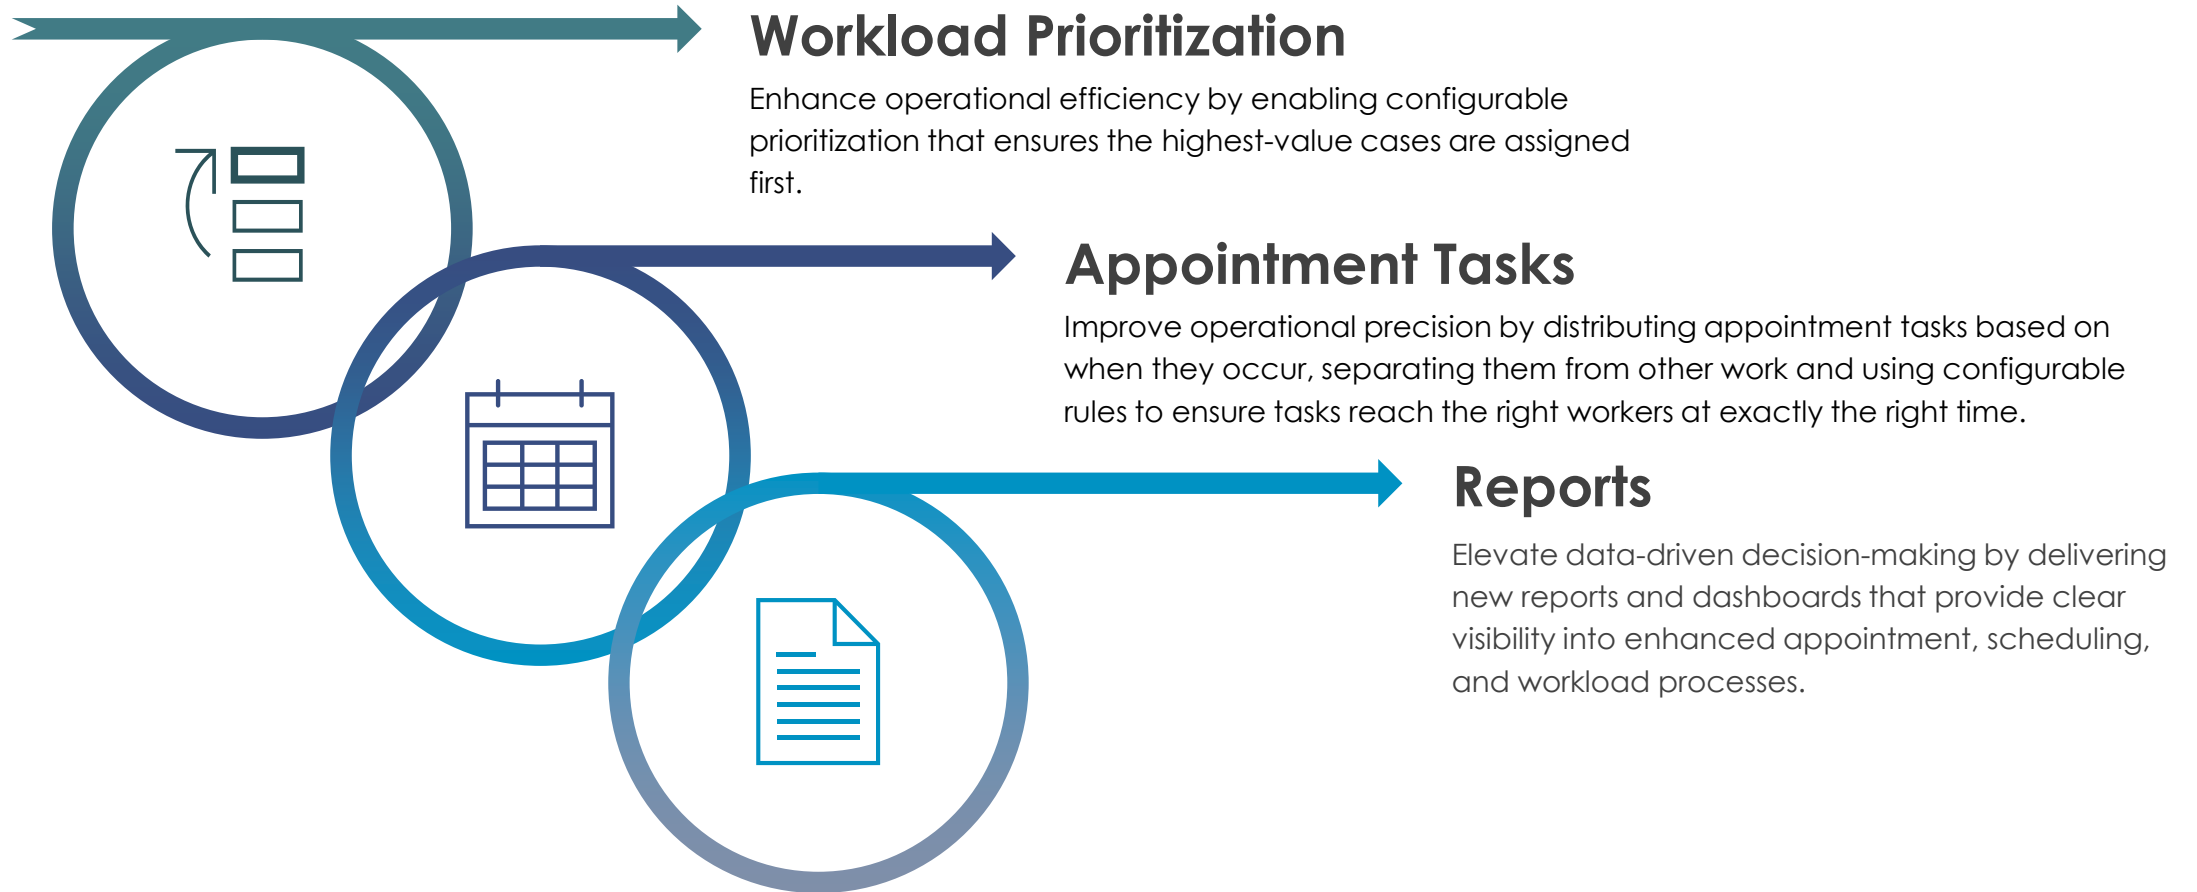 Workload Prioritization
Enhance operational efficiency by enabling configurable
prioritization that ensures the highest-value cases are assigned
first.
Appointment Tasks
Improve operational precision by distributing appointment tasks based on
when they occur, separating them from other work and using configurable
rules to ensure tasks reach the right workers at exactly the right time.
Reports
Elevate data-driven decision-making by delivering
new reports and dashboards that provide clear
visibility into enhanced appointment, scheduling,
and workload processes.